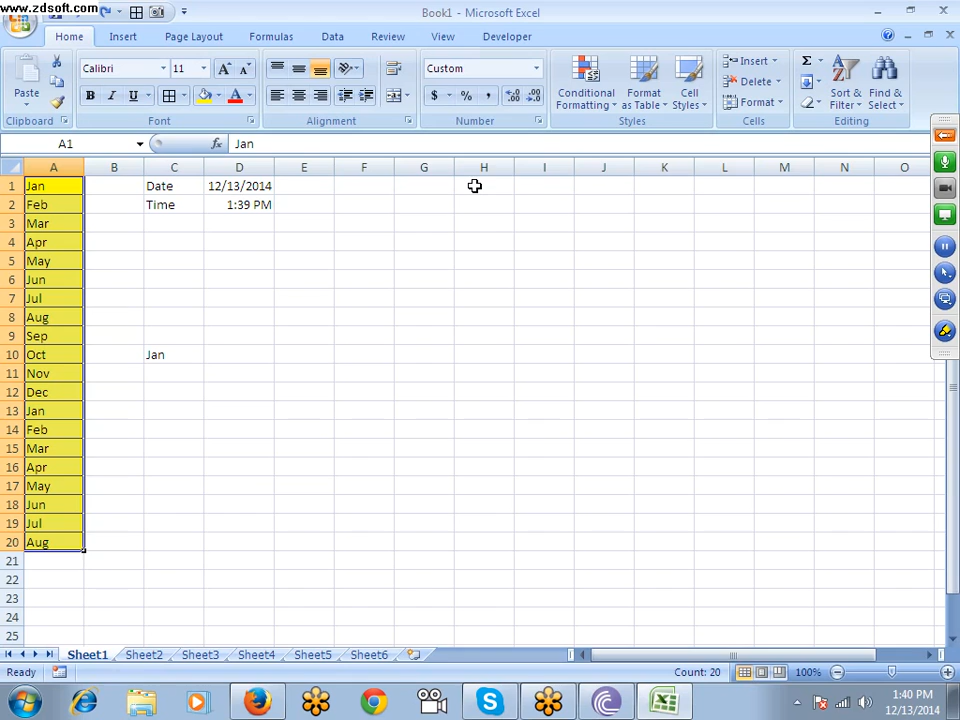 www.zdsoft.com
Book1 - Microsoft Excel
Home Insert Page Layout Formulas Data Review View Developer
Paste
Calibri 11
Custom
Conditional Formatting
Format as Table
Cell Styles
Insert
Delete
Format
Sort & Filter
Find & Select
Clipboard Font Alignment Number Styles Cells Editing
A1 fx Jan
A B C D E F G H I J K L M N O
1 Jan Date 12/13/2014
2 Feb Time 1:39 PM
3 Mar
4 Apr
5 May
6 Jun
7 Jul
8 Aug
9 Sep
10 Oct Jan
11 Nov
12 Dec
13 Jan
14 Feb
15 Mar
16 Apr
17 May
18 Jun
19 Jul
20 Aug
21
22
23
24
25
Sheet1 Sheet2 Sheet3 Sheet4 Sheet5 Sheet6
Ready Count: 20 100%
1:40 PM
12/13/2014